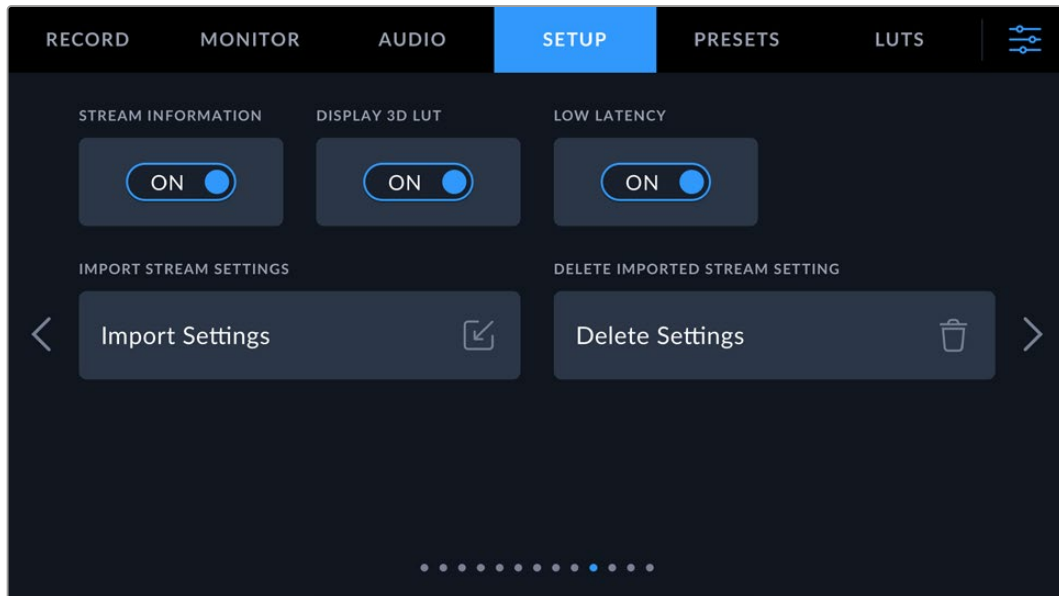 RECORD MONITOR AUDIO SETUP PRESETS LUTS
STREAM INFORMATION DISPLAY 3D LUT LOW LATENCY
ON ON ON
IMPORT STREAM SETTINGS DELETE IMPORTED STREAM SETTING
Import Settings Delete Settings